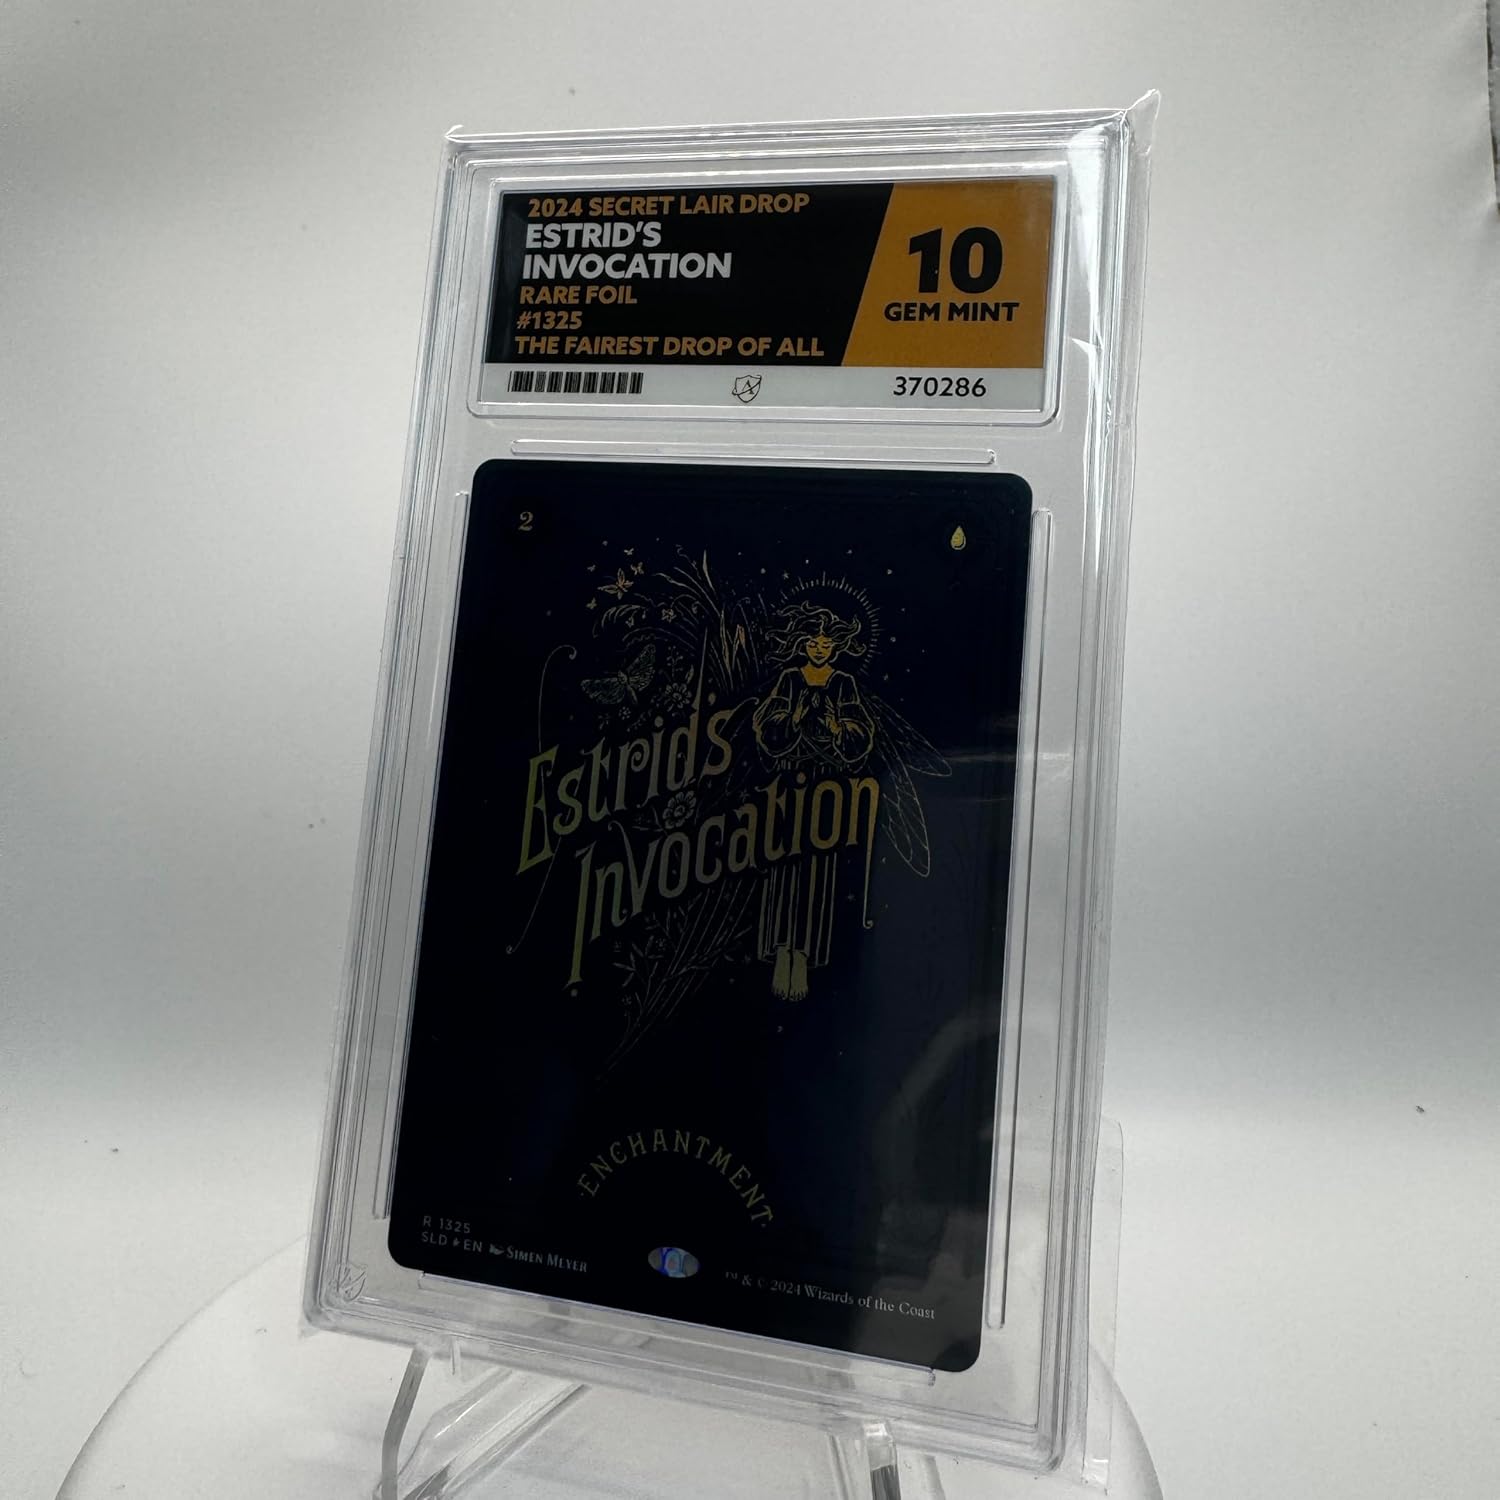 2024 SECRET LAIR DROP
ESTRID'S
INVOCATION
RARE FOIL
#1325
THE FAIREST DROP OF ALL
10
GEM MINT
370286
2
Estrid's
Invocation
ENCHANTMENT
R 1325
SLD EN SIMEN MEYER
™ & © 2024 Wizards of the Coast